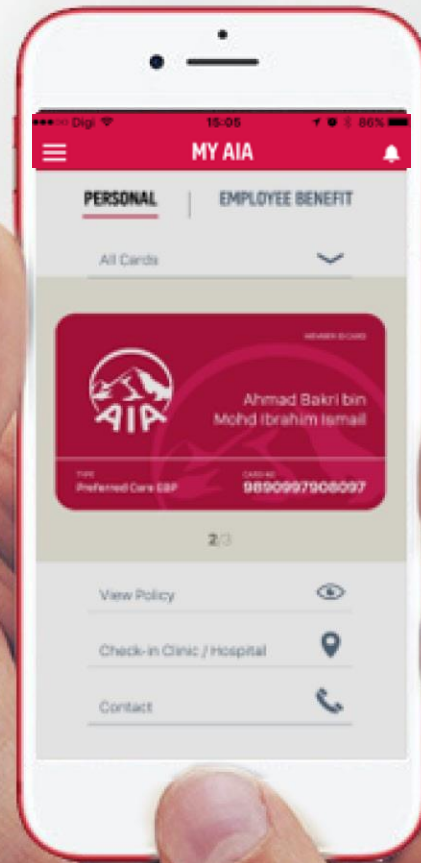 Digi 15:05 86%
MY AIA
PERSONAL EMPLOYEE BENEFIT
All Cards
MEMBER ID CARD
AIA
Ahmad Bakri bin
Mohd Ibrahim Ismail
TYPE CARD NO
Preferred Care GBP 9890997908097
2/3
View Policy
Check-in Clinic / Hospital
Contact